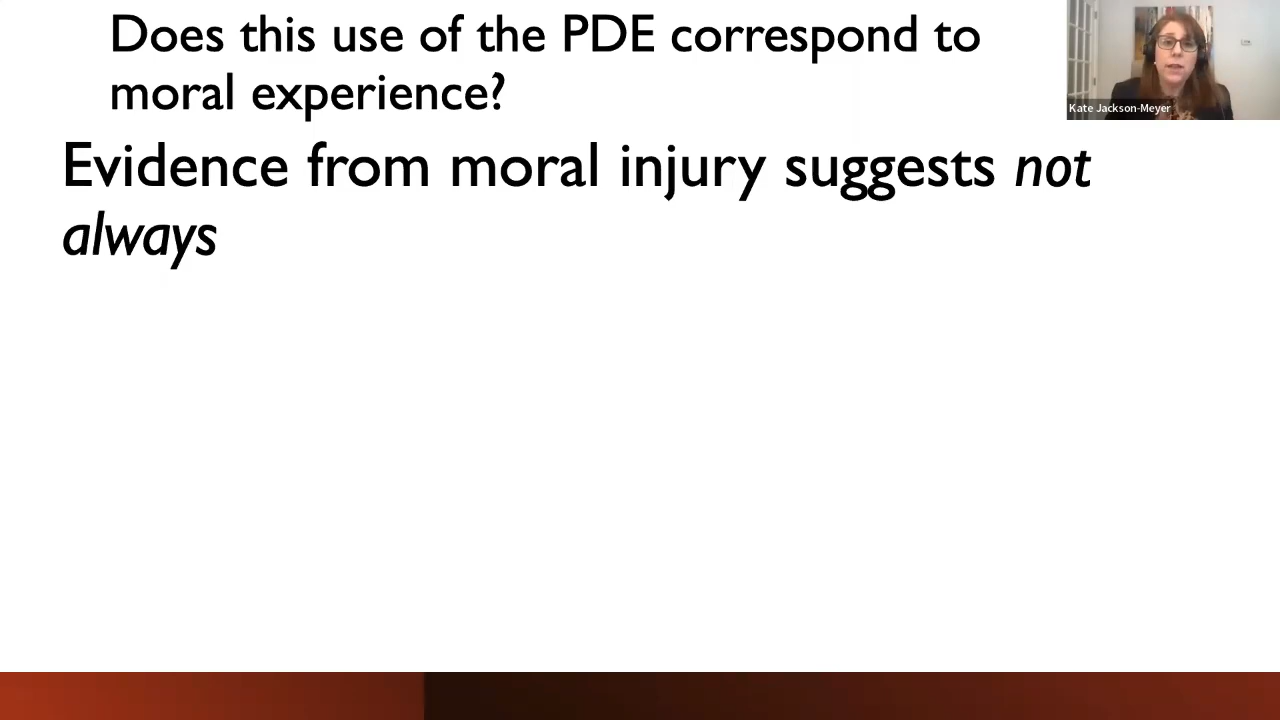 Does this use of the PDE correspond to
moral experience?
Kate Jackson-Meyer
Evidence from moral injury suggests not
always